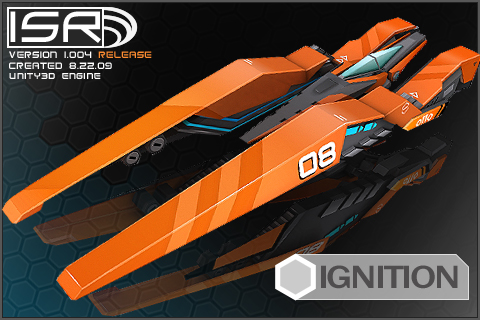 ISR
VERSION 1.004 RELEASE
CREATED 8.22.09
UNITY3D ENGINE
08
IGNITION